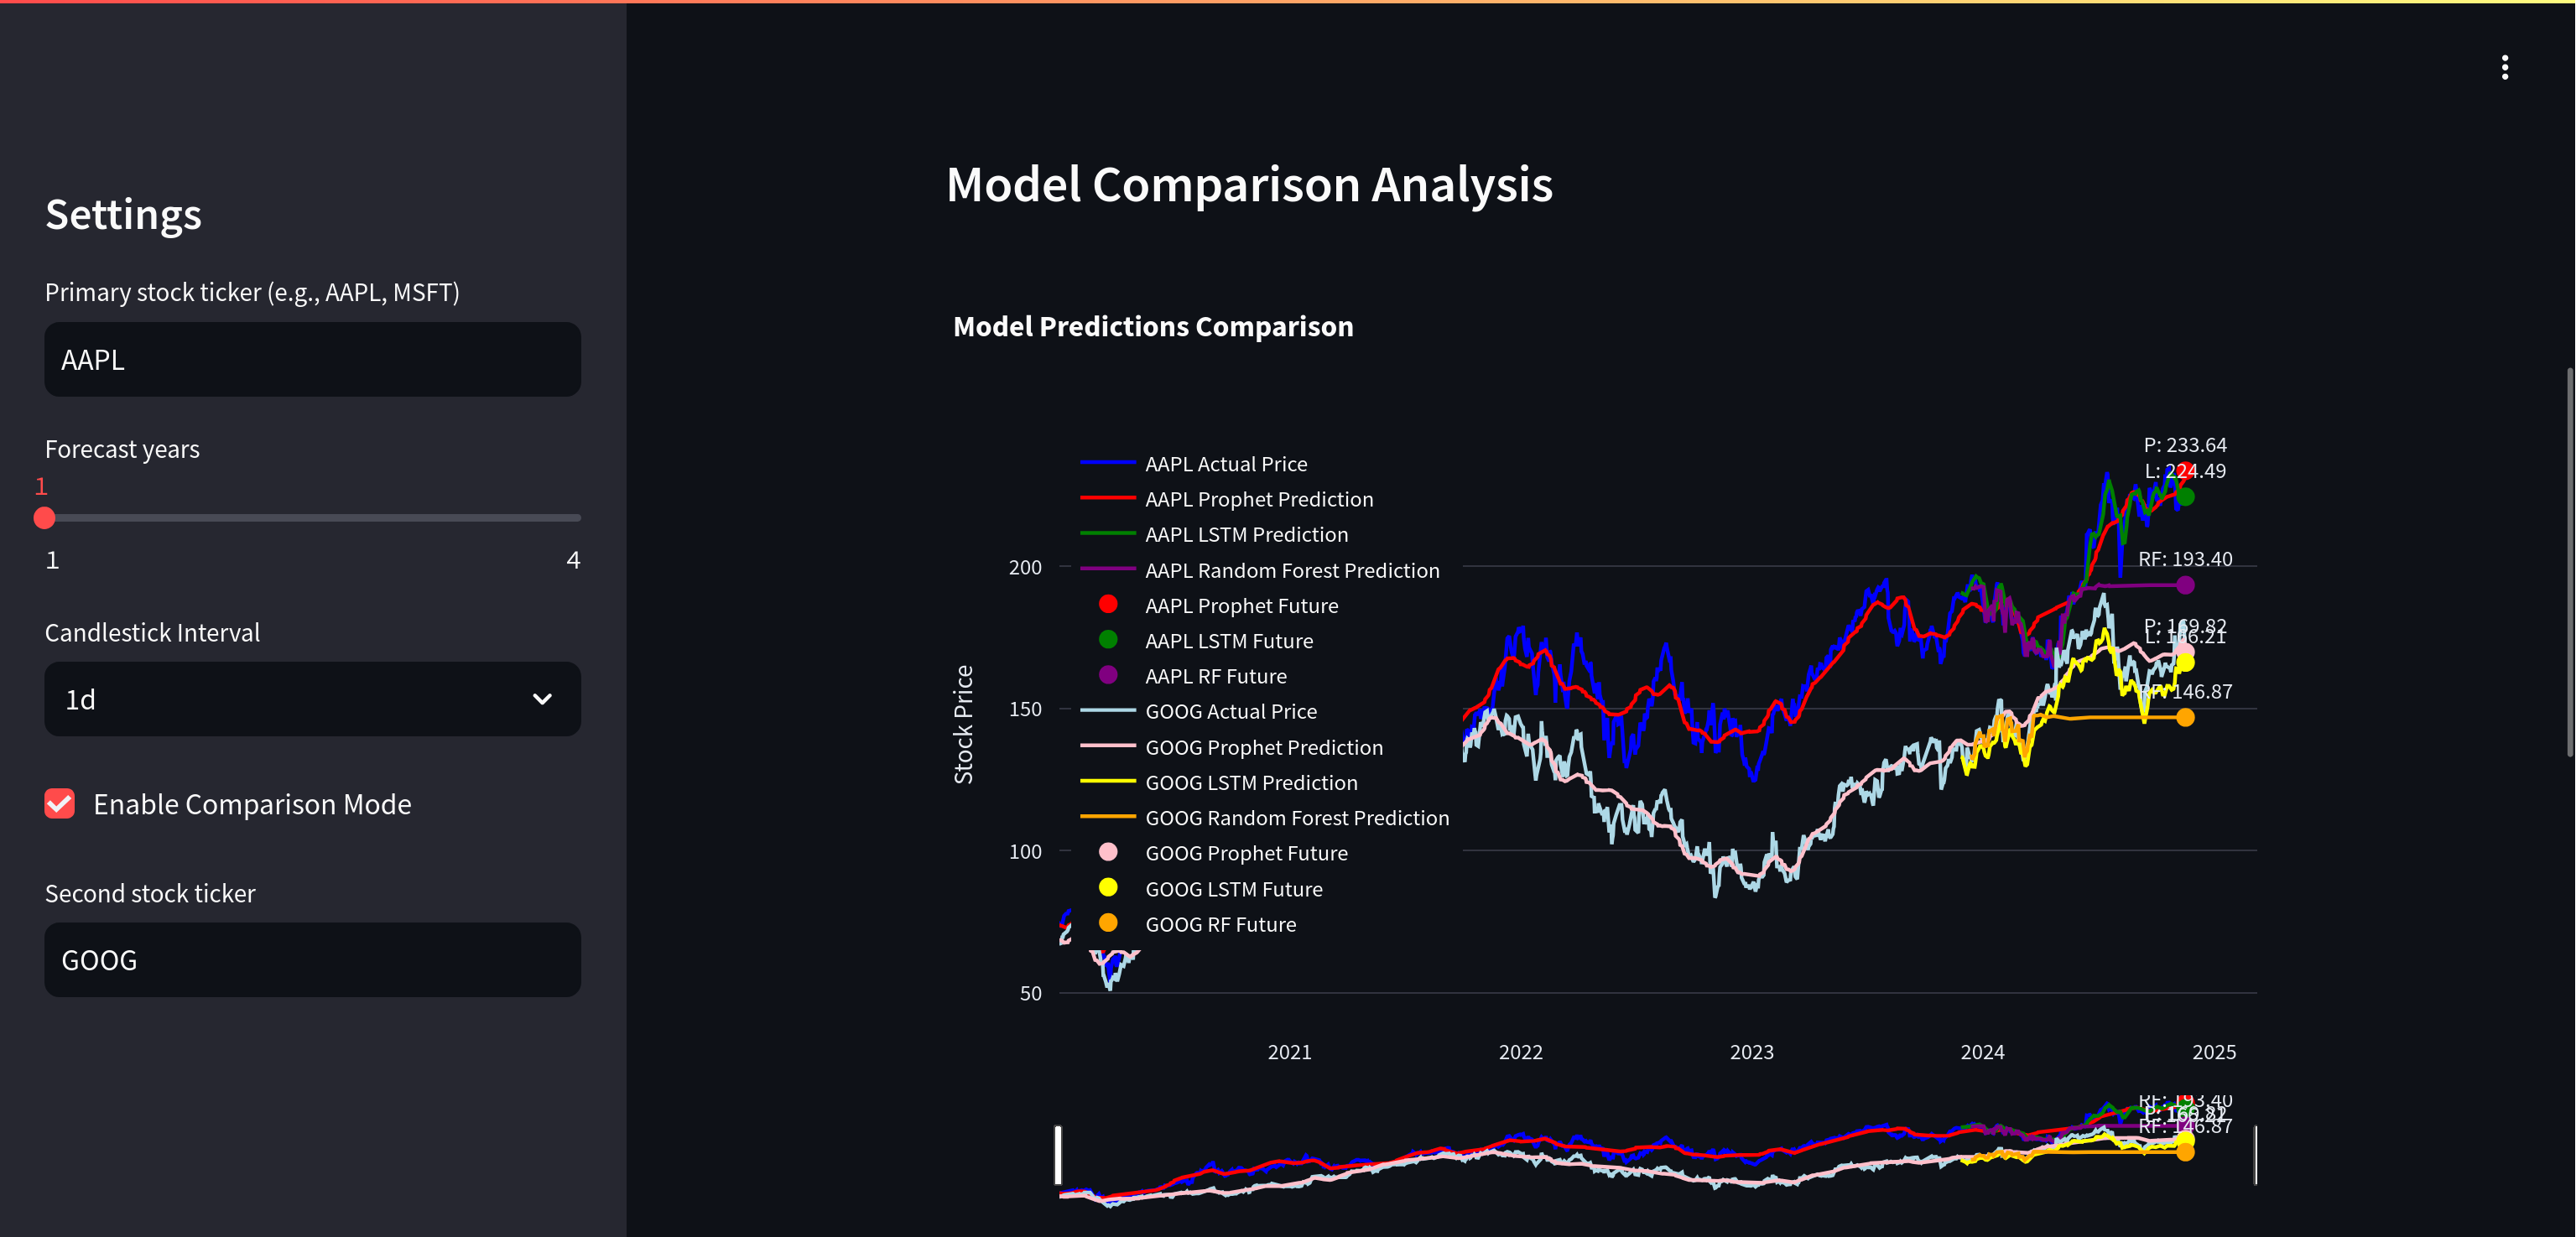 Settings
Primary stock ticker (e.g., AAPL, MSFT)
AAPL
Forecast years
1
1 4
Candlestick Interval
1d
Enable Comparison Mode
Second stock ticker
GOOG
Model Comparison Analysis
Model Predictions Comparison
AAPL Actual Price
AAPL Prophet Prediction
AAPL LSTM Prediction
AAPL Random Forest Prediction
AAPL Prophet Future
AAPL LSTM Future
AAPL RF Future
GOOG Actual Price
GOOG Prophet Prediction
GOOG LSTM Prediction
GOOG Random Forest Prediction
GOOG Prophet Future
GOOG LSTM Future
GOOG RF Future
P: 233.64
L: 224.49
RF: 193.40
P: 169.82
L: 166.21
RF: 146.87
Stock Price
200
150
100
50
2021 2022 2023 2024 2025
RF: 193.40
RF: 146.87